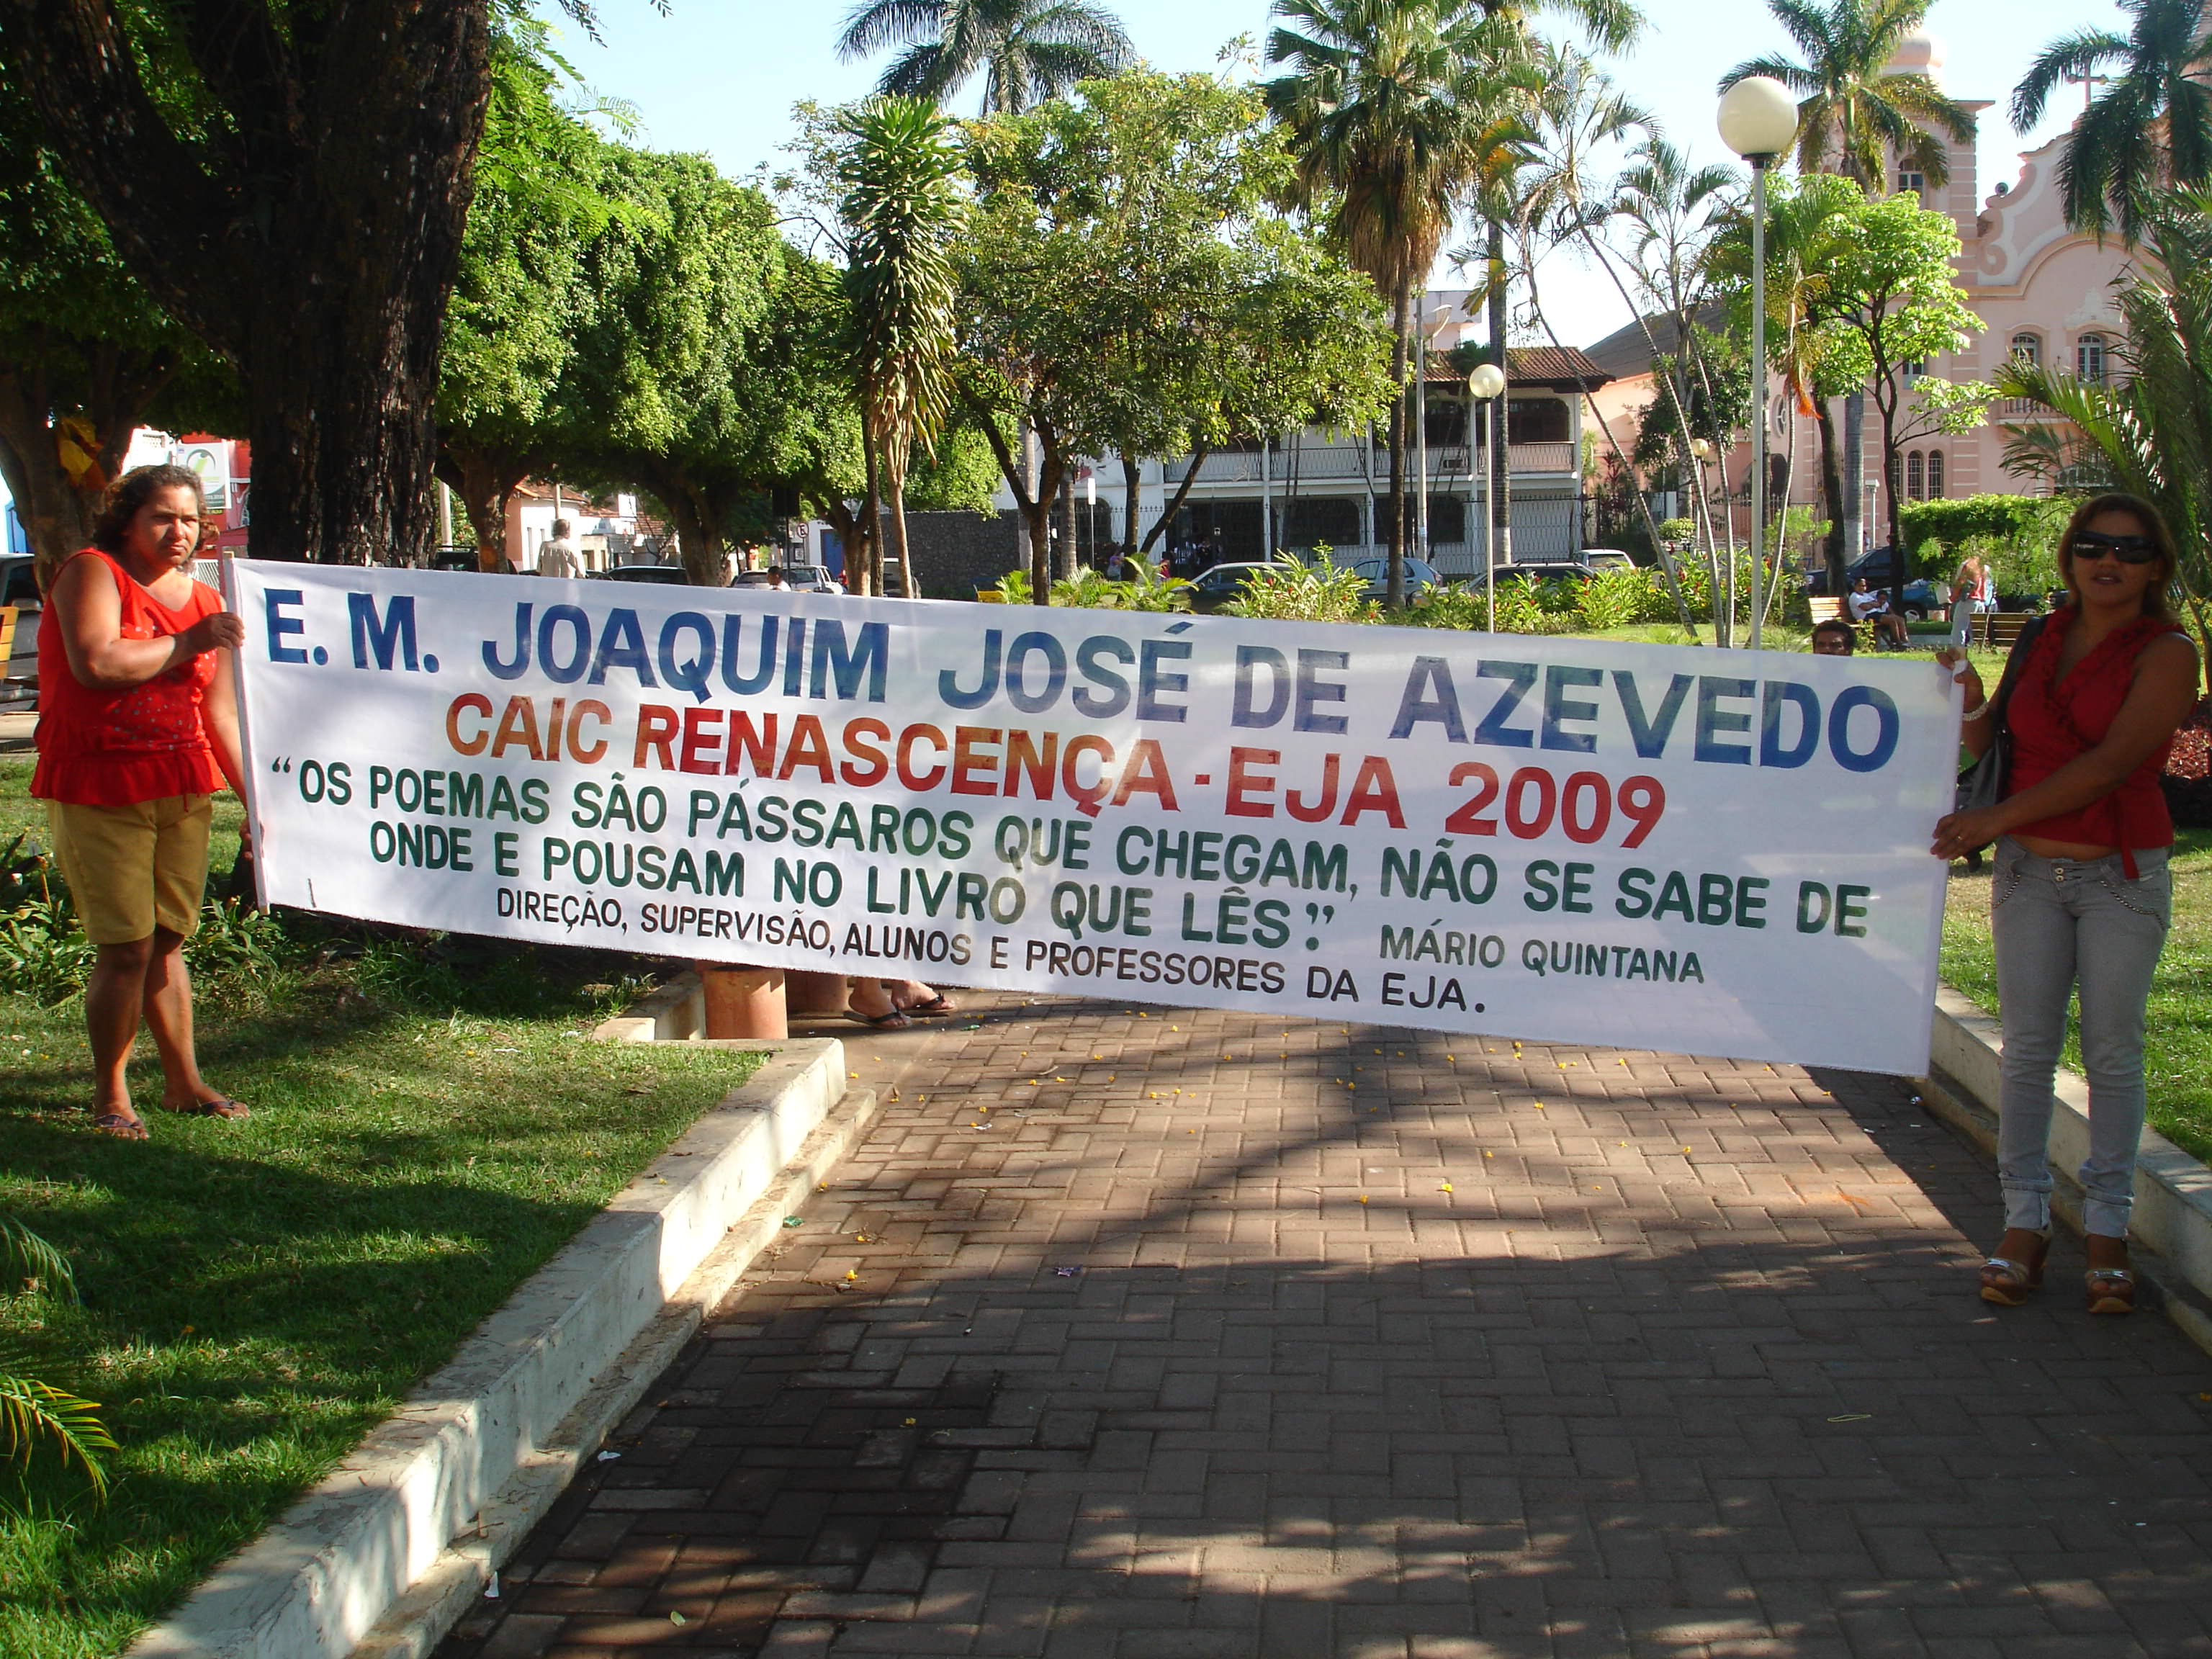 E. M. JOAQUIM JOSÉ DE AZEVEDO
CAIC RENASCENÇA - EJA 2009
"OS POEMAS SÃO PÁSSAROS QUE CHEGAM, NÃO SE SABE DE
ONDE E POUSAM NO LIVRO QUE LÊS." MÁRIO QUINTANA
DIREÇÃO, SUPERVISÃO, ALUNOS E PROFESSORES DA EJA.